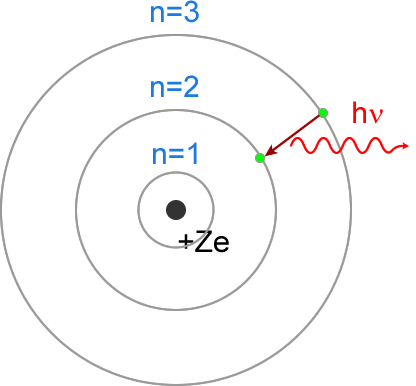 n=3
n=2
hν
n=1
+Ze